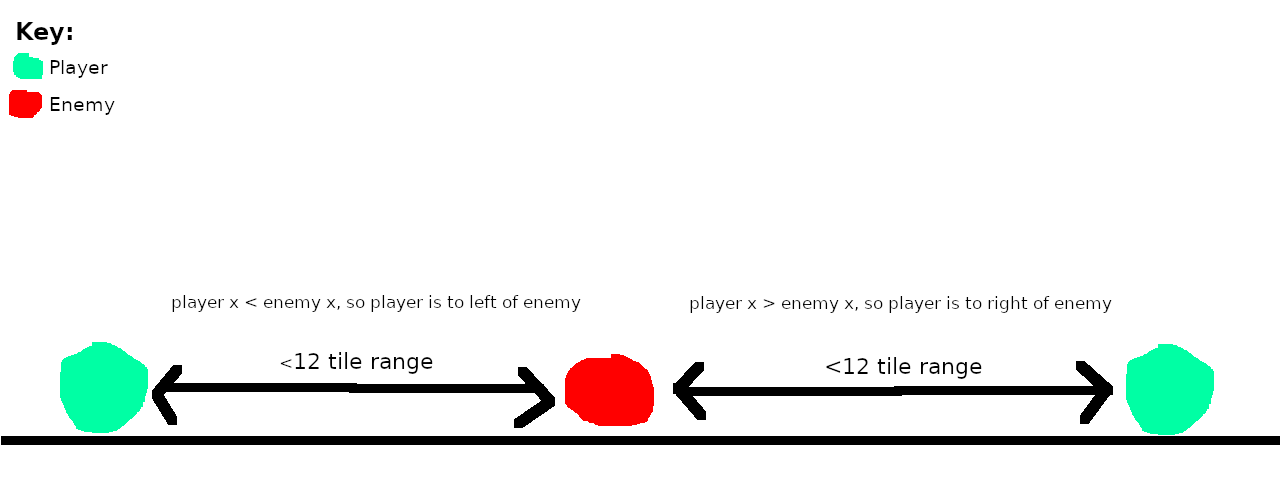 Key:
Player
Enemy
player x < enemy x, so player is to left of enemy
player x > enemy x, so player is to right of enemy
<12 tile range
<12 tile range